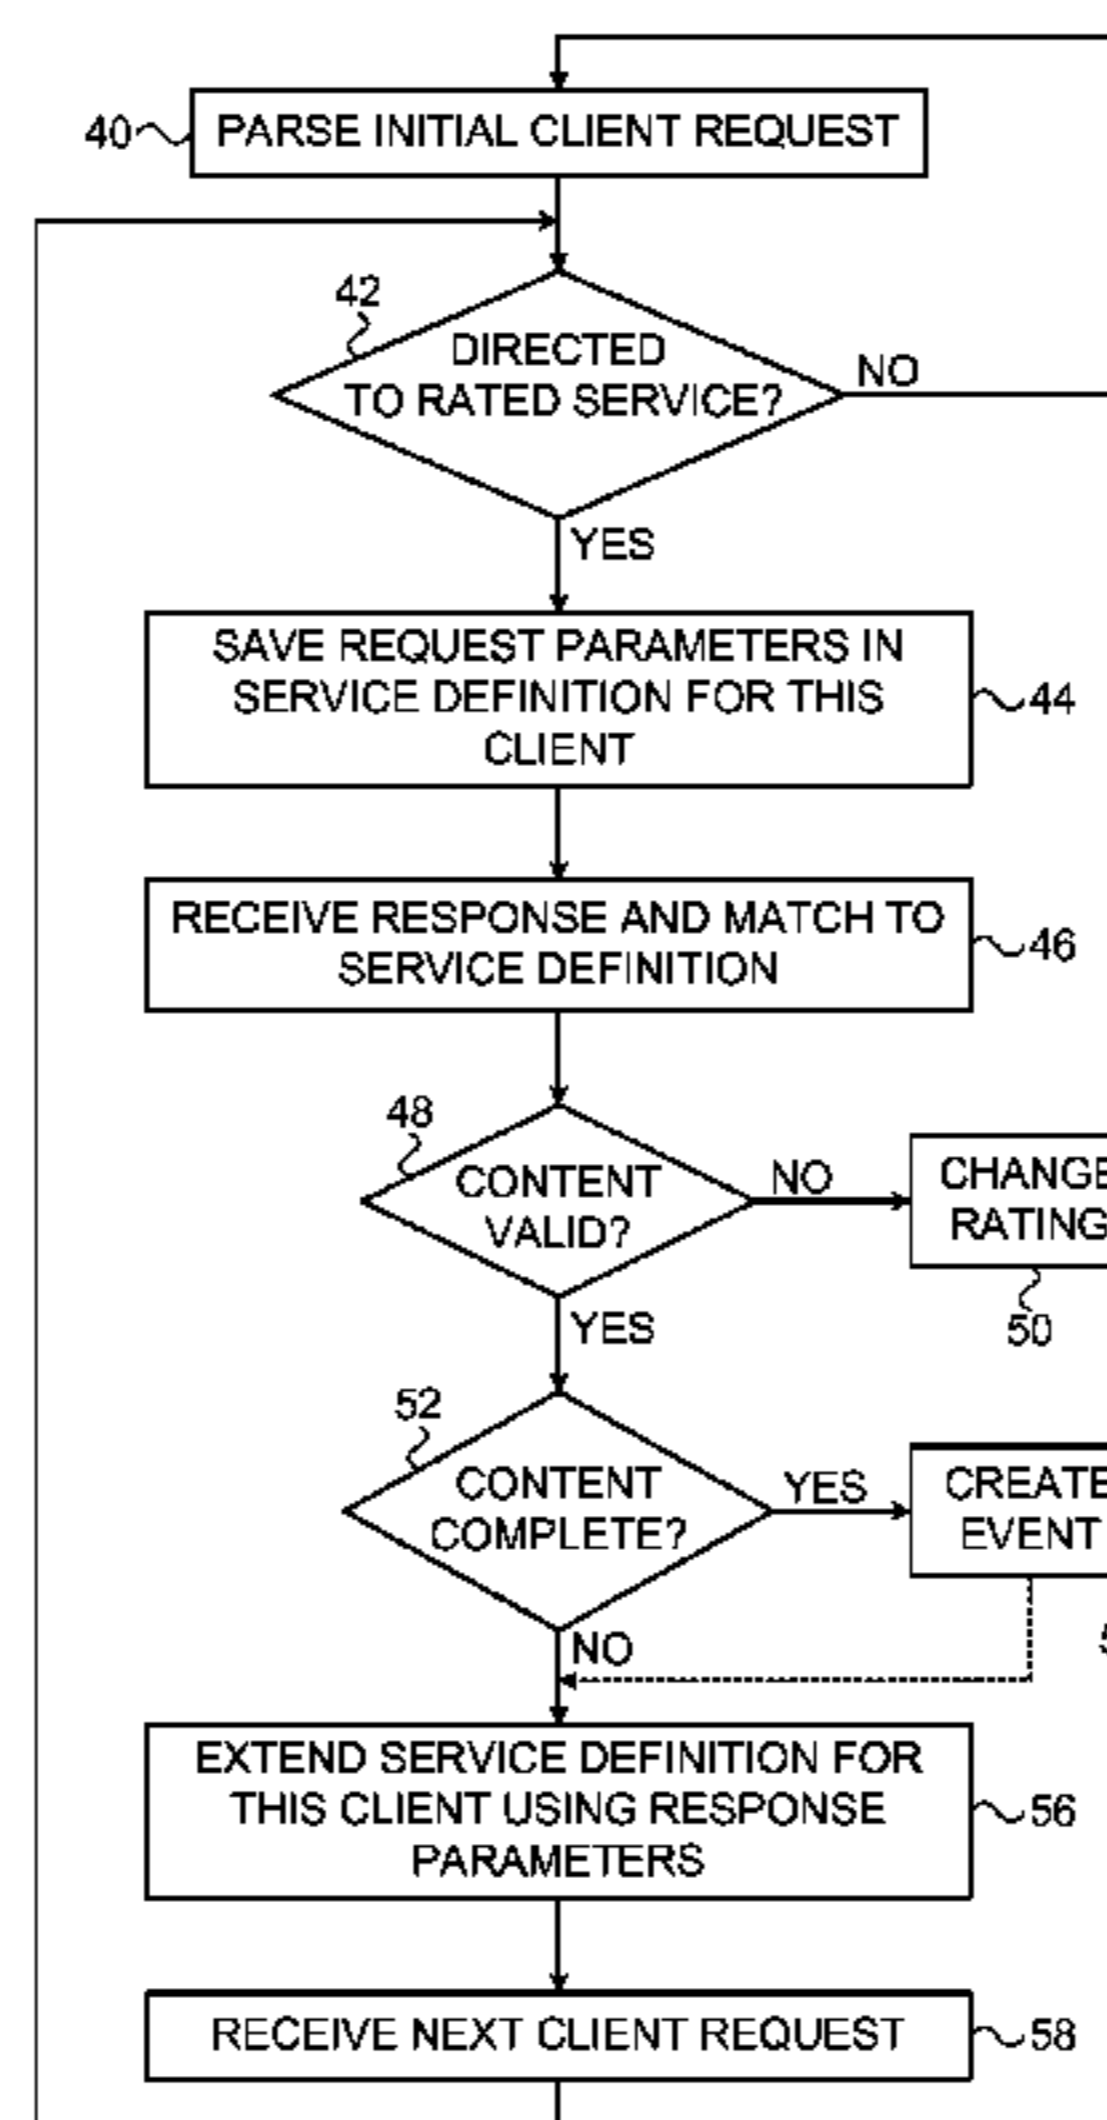 40
PARSE INITIAL CLIENT REQUEST
42
DIRECTED
TO RATED SERVICE?
NO
YES
SAVE REQUEST PARAMETERS IN
SERVICE DEFINITION FOR THIS
CLIENT
44
RECEIVE RESPONSE AND MATCH TO
SERVICE DEFINITION
46
48
CONTENT
VALID?
NO
CHANGE
RATING
50
YES
52
CONTENT
COMPLETE?
YES
CREATE
EVENT
NO
EXTEND SERVICE DEFINITION FOR
THIS CLIENT USING RESPONSE
PARAMETERS
56
RECEIVE NEXT CLIENT REQUEST
58